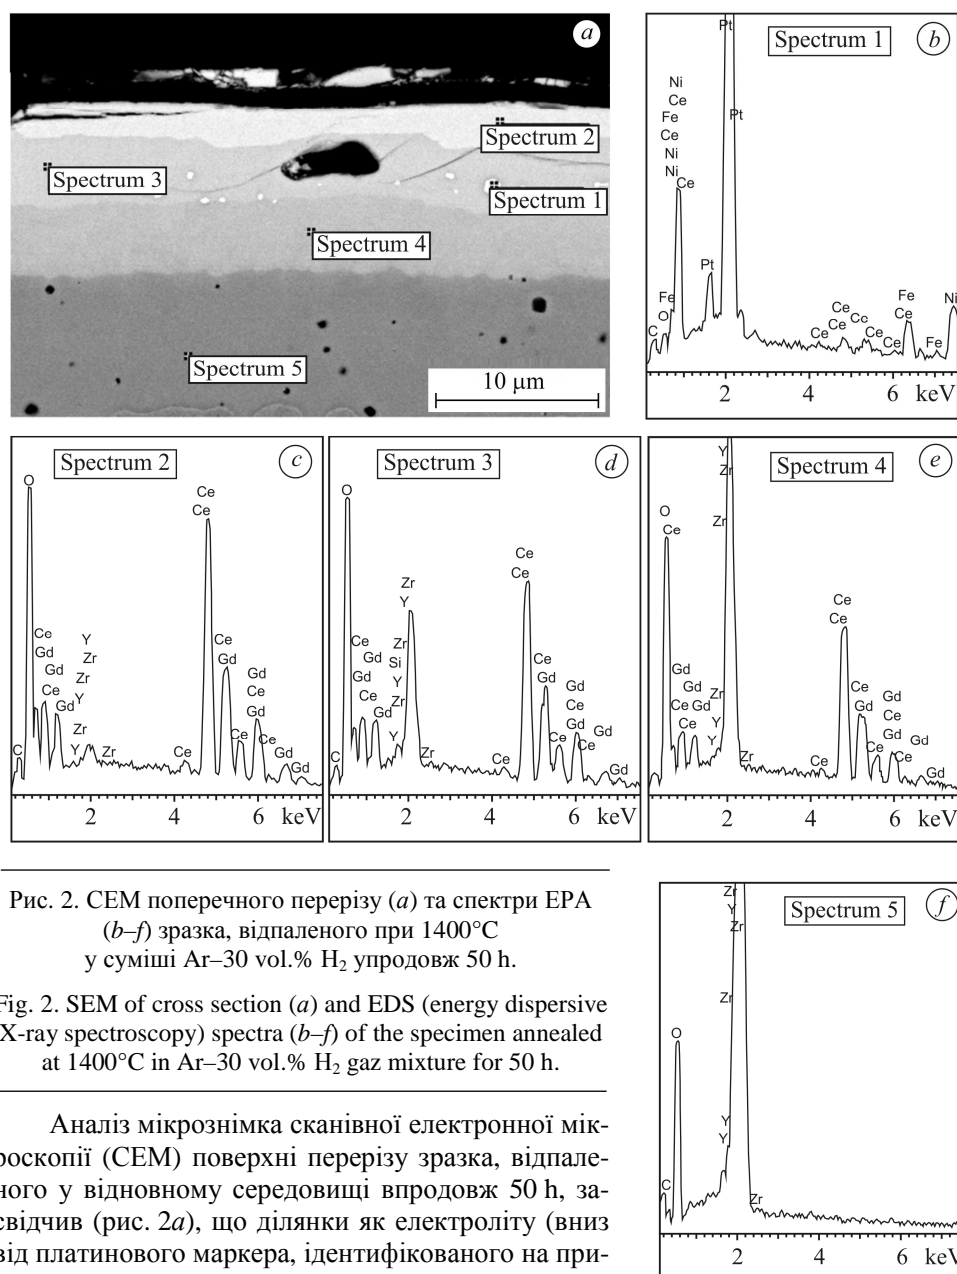 a
Spectrum 2
Spectrum 3
Spectrum 1
Spectrum 4
Spectrum 5
10 μm
Spectrum 1
b
Pt
Ni
Ce
Fe
Ce
Ni
Ni
Ce
Pt
Pt
Fe
O
C
Ce
Ce
Ce
Ce
Ce
Ce
Fe
Ce
Fe
Ni
2 4 6 keV
Spectrum 2
c
O
Ce
Ce
Ce
Gd
Gd
Ce
Gd
Y
Zr
Zr
Y
Zr
Y
Zr
C
Ce
Ce
Gd
Gd
Ce
Gd
Ce
Ce
Gd
Gd
2 4 6 keV
Spectrum 3
d
O
Zr
Y
Ce
Gd
Gd
Ce
Gd
Zr
Si
Y
Zr
Y
Zr
C
Ce
Ce
Ce
Ce
Gd
Gd
Ce
Gd
Ce
Ce
Gd
Gd
2 4 6 keV
Spectrum 4
e
Y
Zr
Zr
O
Ce
Gd
Gd
Gd
Ce
Ce
Zr
Y
Y
Zr
Ce
Ce
Ce
Ce
Gd
Gd
Ce
Gd
Ce
Ce
Gd
Gd
2 4 6 keV
Рис. 2. СЕМ поперечного перерізу (a) та спектри EPA
(b–f) зразка, відпаленого при 1400°C
у суміші Ar–30 vol.% H₂ упродовж 50 h.
Fig. 2. SEM of cross section (a) and EDS (energy dispersive
X-ray spectroscopy) spectra (b–f) of the specimen annealed
at 1400°C in Ar–30 vol.% H₂ gaz mixture for 50 h.
Spectrum 5
f
Zr
Y
Zr
Zr
O
Y
Y
C
Zr
2 4 6 keV
Аналіз мікрознімка сканівної електронної мік-
роскопії (СЕМ) поверхні перерізу зразка, відпале-
ного у відновному середовищі впродовж 50 h, за-
свідчив (рис. 2a), що ділянки як електроліту (вниз
від платинового маркера, ідентифікованого на при-